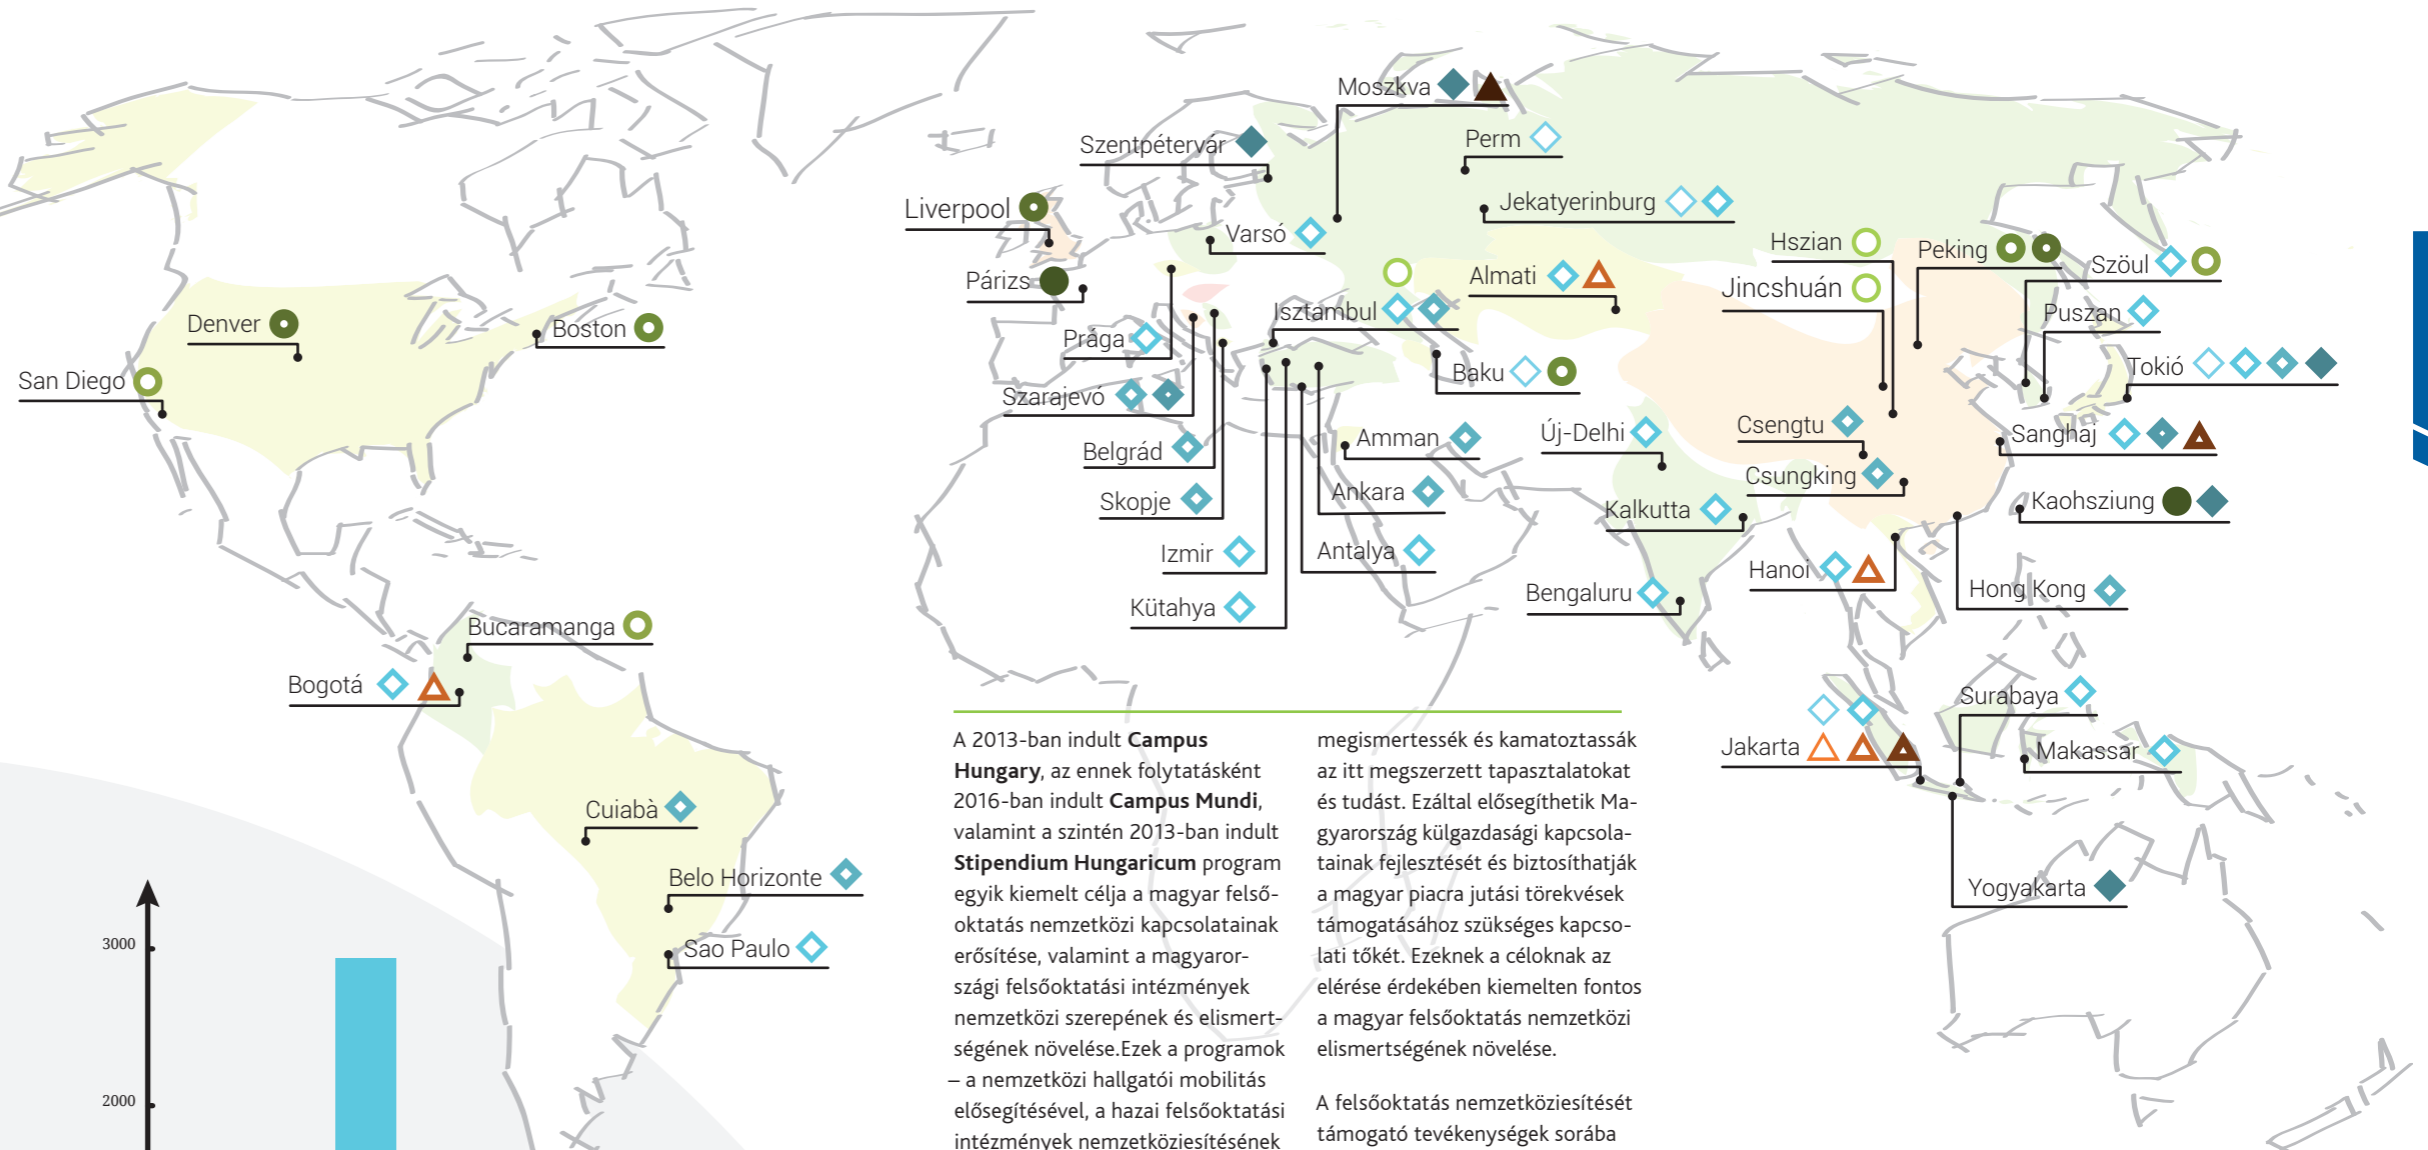 Moszkva
Szentpétervár
Perm
Liverpool
Jekatyerinburg
Varsó
Hszian
Peking
Szöul
Párizs
Almati
Jincshuán
Denver
Boston
Isztambul
Puszan
Prága
Baku
Tokió
San Diego
Szarajevó
Amman
Új-Delhi
Csengtu
Sanghaj
Belgrád
Csungking
Skopje
Ankara
Kalkutta
Kaohsziung
Izmir
Antalya
Hanoi
Hong Kong
Kütahya
Bengaluru
Bucaramanga
Bogotá
Surabaya
Jakarta
Makassar
Cuiabà
Belo Horizonte
Yogyakarta
Sao Paulo
3000
2000
A 2013-ban indult Campus
Hungary, az ennek folytatásként
2016-ban indult Campus Mundi,
valamint a szintén 2013-ban indult
Stipendium Hungaricum program
egyik kiemelt célja a magyar felső-
oktatás nemzetközi kapcsolatainak
erősítése, valamint a magyaror-
szági felsőoktatási intézmények
nemzetközi szerepének és elismert-
ségének növelése.Ezek a programok
– a nemzetközi hallgatói mobilitás
elősegítésével, a hazai felsőoktatási
intézmények nemzetköziesítésének
megismertessék és kamatoztassák
az itt megszerzett tapasztalatokat
és tudást. Ezáltal elősegíthetik Ma-
gyarország külgazdasági kapcsola-
tainak fejlesztését és biztosíthatják
a magyar piacra jutási törekvések
támogatásához szükséges kapcso-
lati tőkét. Ezeknek a céloknak az
elérése érdekében kiemelten fontos
a magyar felsőoktatás nemzetközi
elismertségének növelése.
A felsőoktatás nemzetköziesítését
támogató tevékenységek sorába